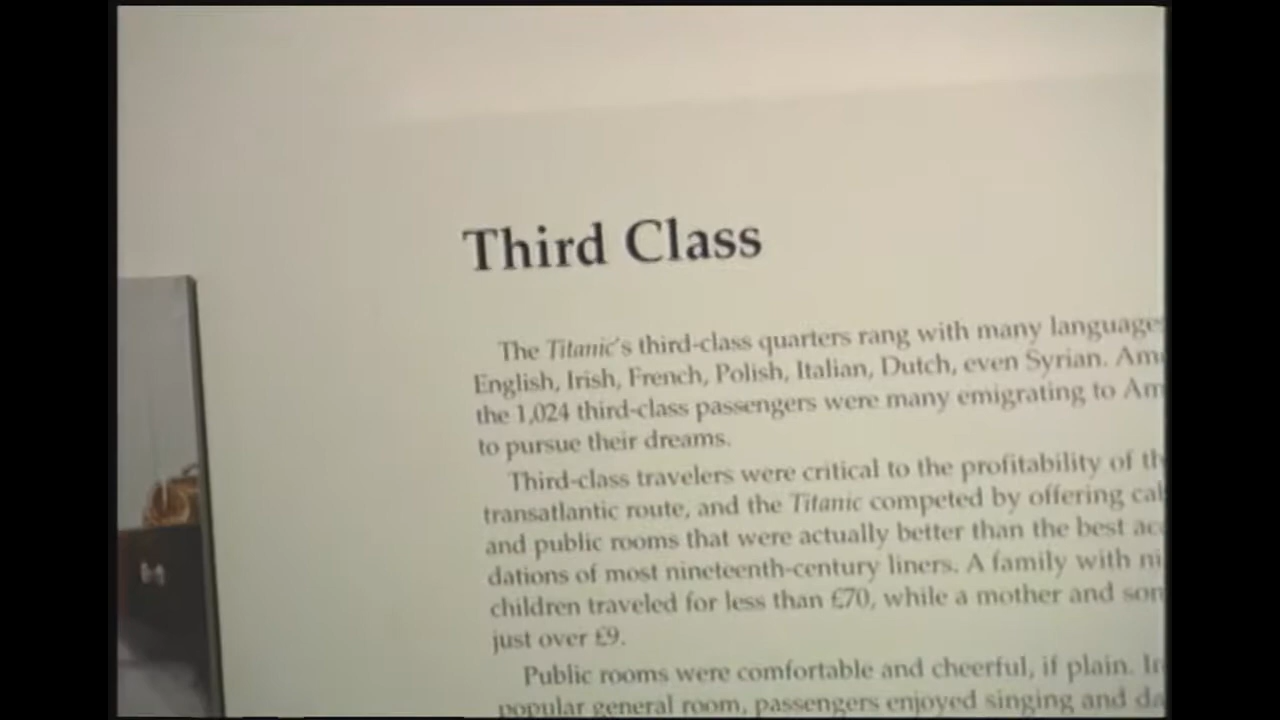 Third Class
The Titanic's third-class quarters rang with many language
English, Irish, French, Polish, Italian, Dutch, even Syrian. Am
the 1,024 third-class passengers were many emigrating to Am
to pursue their dreams.
Third-class travelers were critical to the profitability of th
transatlantic route, and the Titanic competed by offering cab
and public rooms that were actually better than the best ac
dations of most nineteenth-century liners. A family with ni
children traveled for less than £70, while a mother and son
just over £9.
Public rooms were comfortable and cheerful, if plain. In
popular general room, passengers enjoyed singing and da